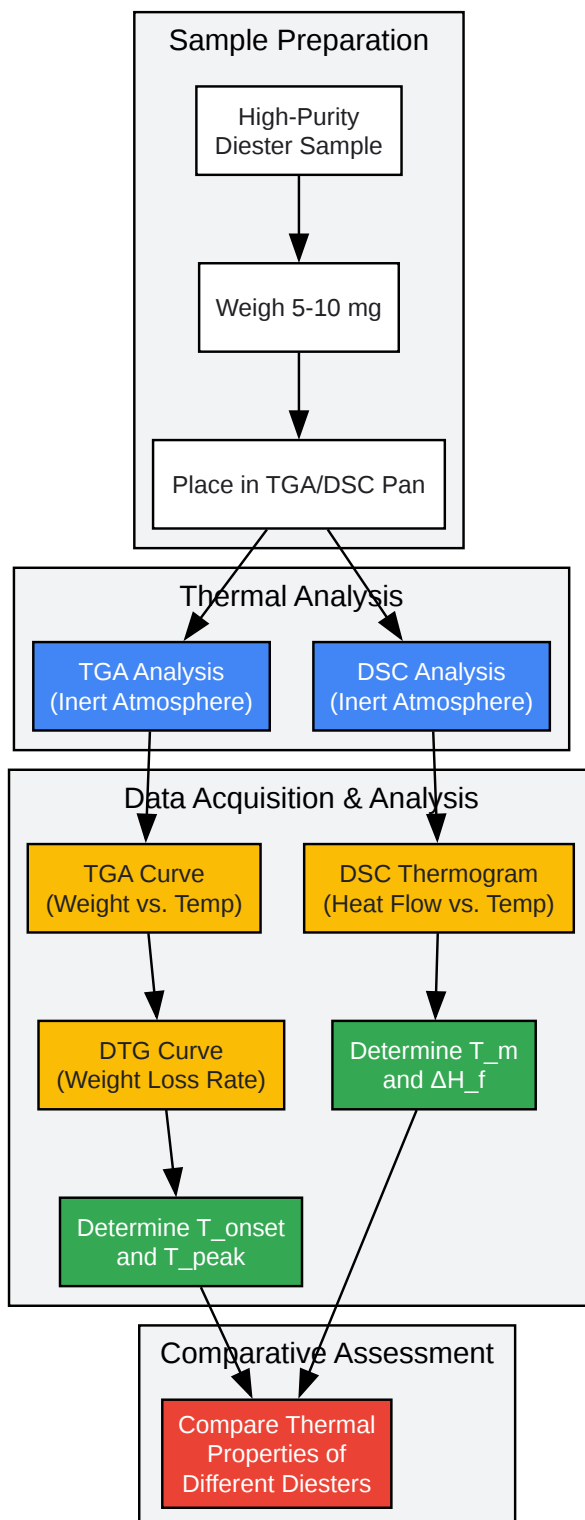 Sample Preparation
High-Purity
Diester Sample
Weigh 5-10 mg
Place in TGA/DSC Pan
Thermal Analysis
TGA Analysis
(Inert Atmosphere)
DSC Analysis
(Inert Atmosphere)
Data Acquisition & Analysis
TGA Curve
(Weight vs. Temp)
DSC Thermogram
(Heat Flow vs. Temp)
DTG Curve
(Weight Loss Rate)
Determine T_m
and ΔH_f
Determine T_onset
and T_peak
Comparative Assessment
Compare Thermal
Properties of
Different Diesters